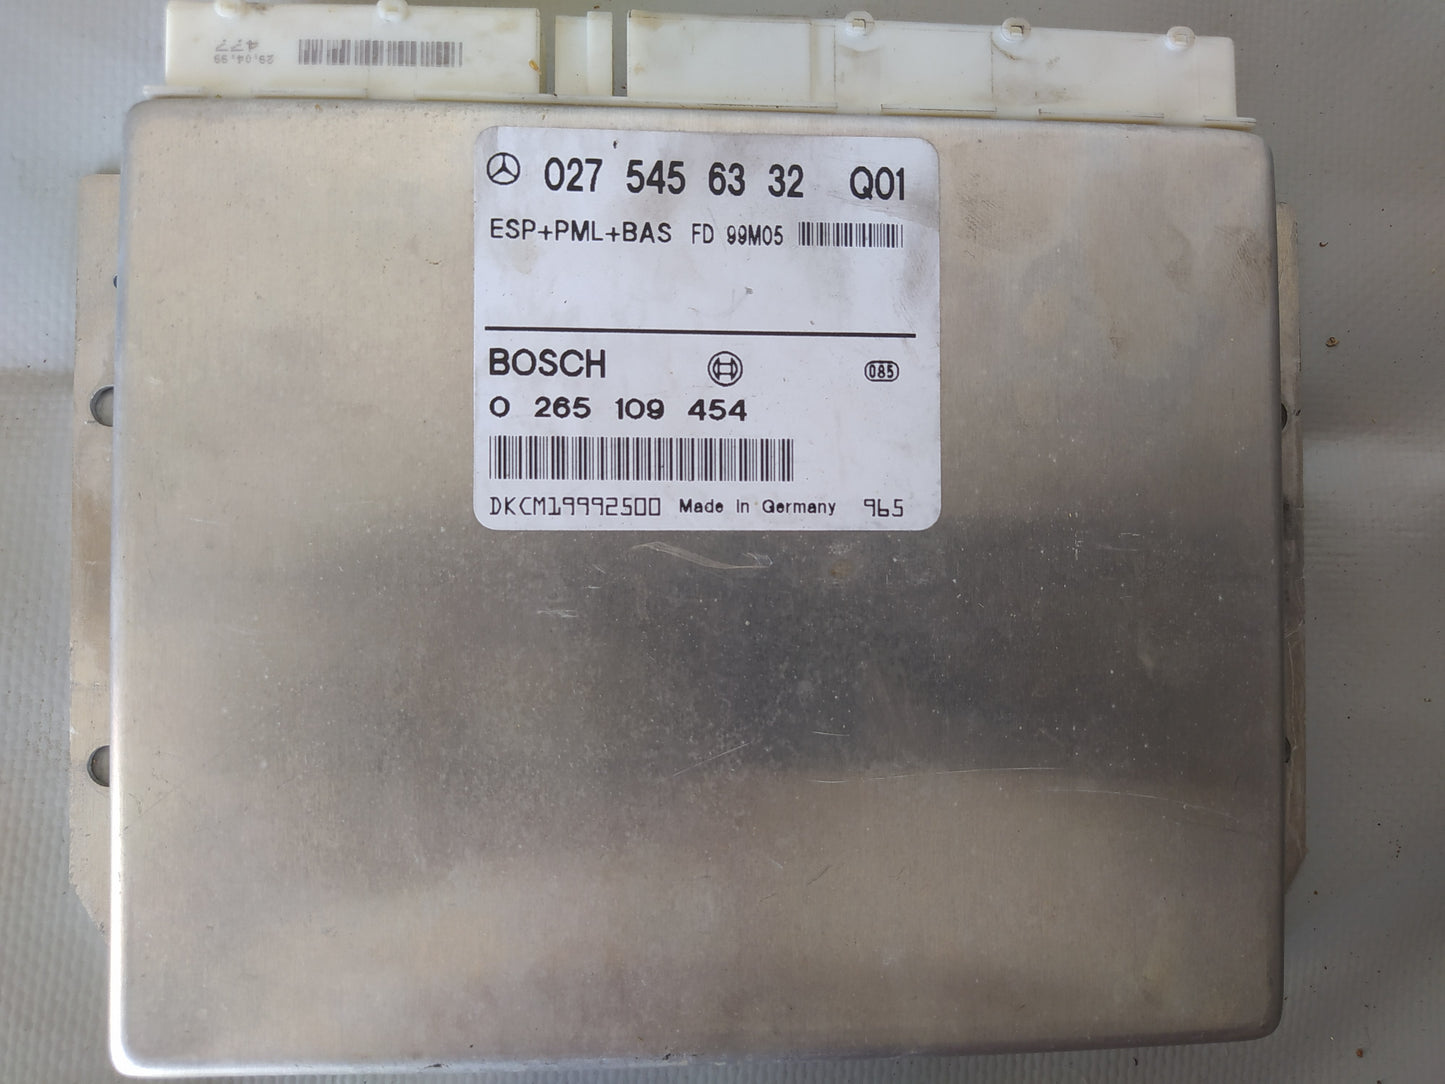 29.04.99
477
027 545 63 32 Q01
ESP+PML+BAS FD 99M05
BOSCH
085
0 265 109 454
DKCM19992500 Made in Germany 965